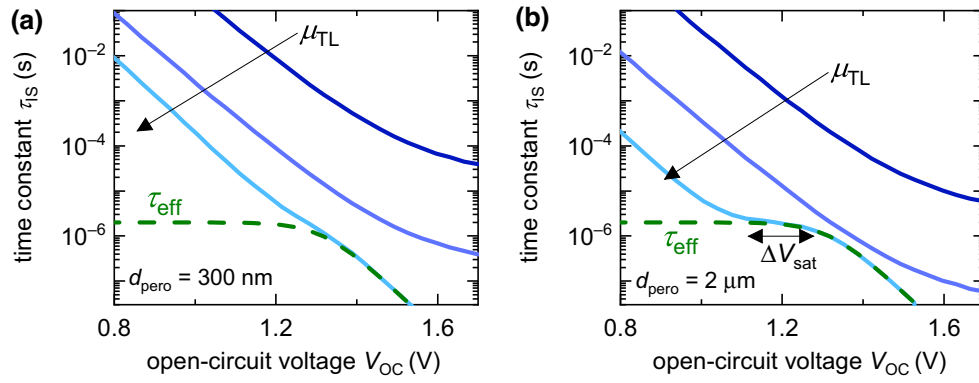 (a)
time constant τIS (s)
10⁻²
10⁻⁴
10⁻⁶
μTL
τeff
dpero = 300 nm
0.8 1.2 1.6
open-circuit voltage VOC (V)
(b)
time constant τIS (s)
10⁻²
10⁻⁴
10⁻⁶
μTL
τeff
ΔVsat
dpero = 2 μm
0.8 1.2 1.6
open-circuit voltage VOC (V)